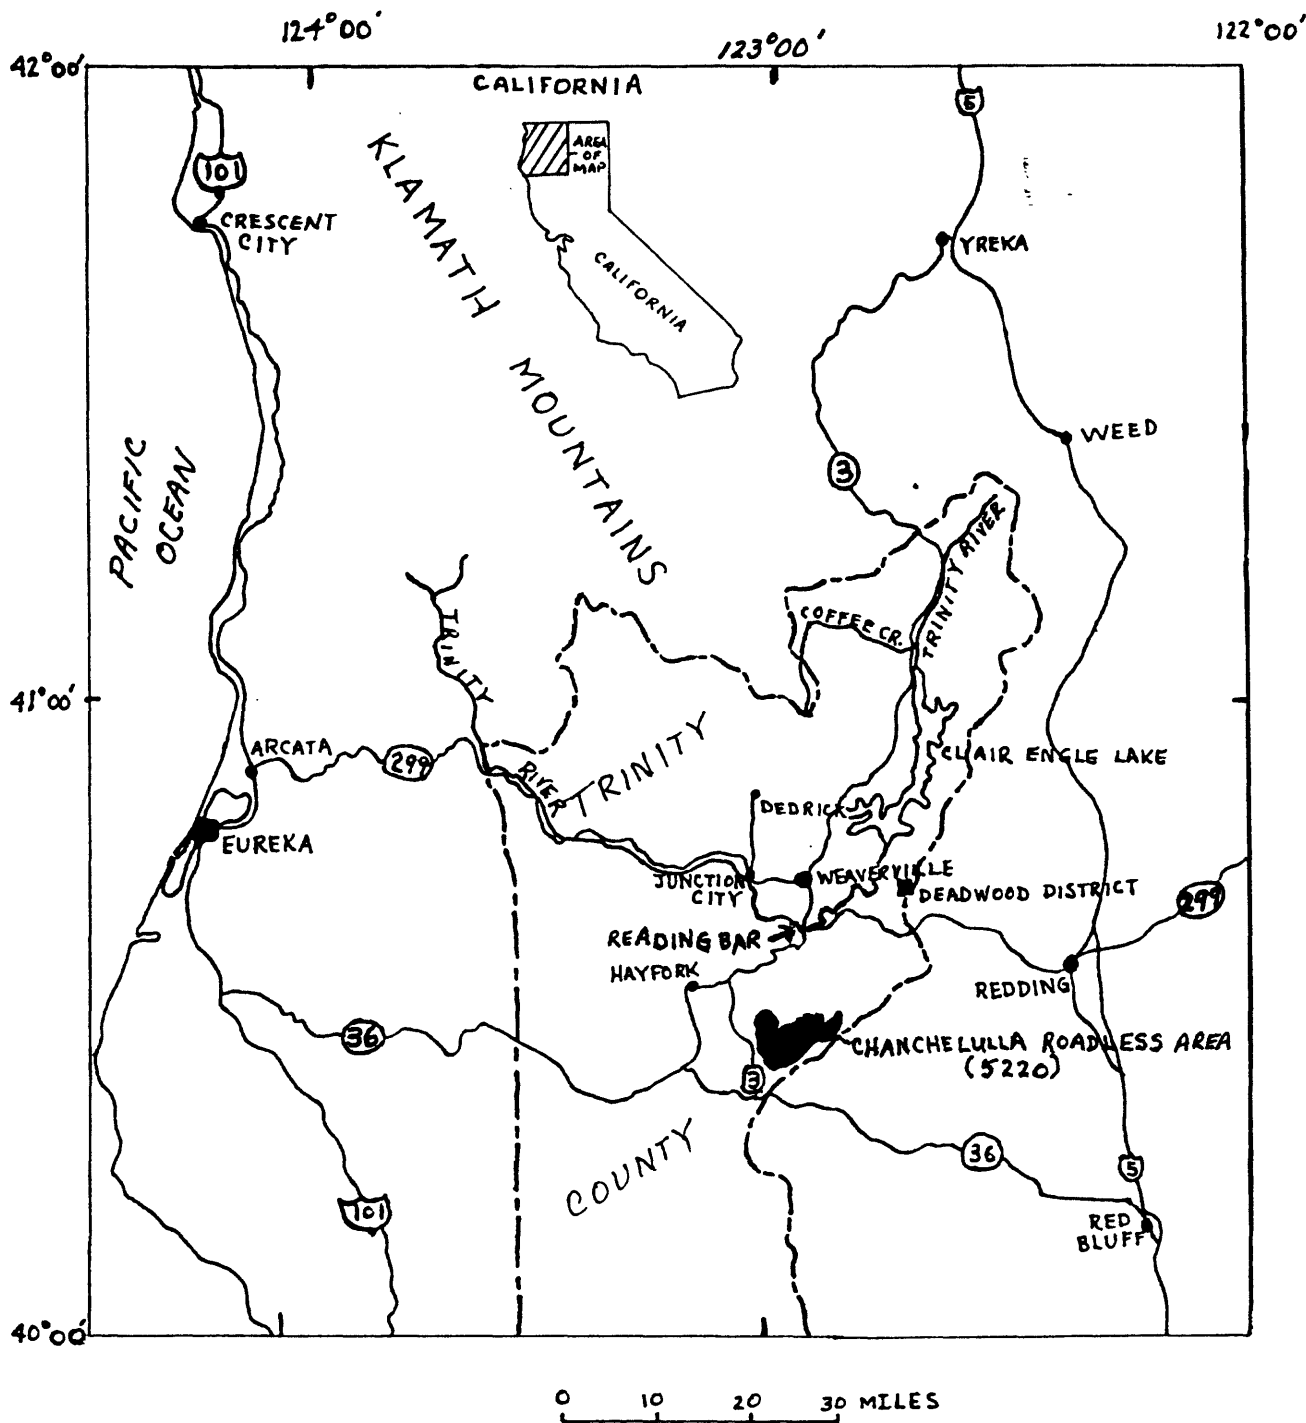 124°00'
123°00'
122°00'
42°00'
CALIFORNIA
5
AREA
OF
MAP
101
KLAMATH MOUNTAINS
CRESCENT
CITY
YREKA
CALIFORNIA
WEED
PACIFIC
OCEAN
3
TRINITY RIVER
COFFEE CR.
TRINITY
RIVER
41°00'
TRINITY
ARCATA
299
CLAIR ENGLE LAKE
DEDRICK
EUREKA
JUNCTION
CITY
WEAVERVILLE
DEADWOOD DISTRICT
299
READING BAR
HAYFORK
REDDING
36
CHANCHELULLA ROADLESS AREA
(5220)
3
COUNTY
36
5
101
RED
BLUFF
40°00'
0 10 20 30 MILES